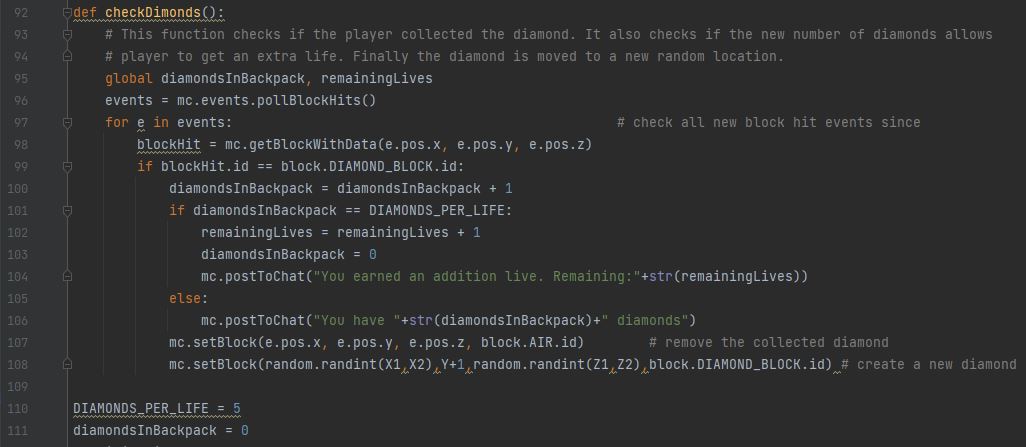 92 def checkDimonds():
93 # This function checks if the player collected the diamond. It also checks if the new number of diamonds allows
94 # player to get an extra life. Finally the diamond is moved to a new random location.
95 global diamondsInBackpack, remainingLives
96 events = mc.events.pollBlockHits()
97 for e in events: # check all new block hit events since
98 blockHit = mc.getBlockWithData(e.pos.x, e.pos.y, e.pos.z)
99 if blockHit.id == block.DIAMOND_BLOCK.id:
100 diamondsInBackpack = diamondsInBackpack + 1
101 if diamondsInBackpack == DIAMONDS_PER_LIFE:
102 remainingLives = remainingLives + 1
103 diamondsInBackpack = 0
104 mc.postToChat("You earned an addition live. Remaining:"+str(remainingLives))
105 else:
106 mc.postToChat("You have "+str(diamondsInBackpack)+" diamonds")
107 mc.setBlock(e.pos.x, e.pos.y, e.pos.z, block.AIR.id) # remove the collected diamond
108 mc.setBlock(random.randint(X1,X2),Y+1,random.randint(Z1,Z2),block.DIAMOND_BLOCK.id) # create a new diamond
109
110 DIAMONDS_PER_LIFE = 5
111 diamondsInBackpack = 0